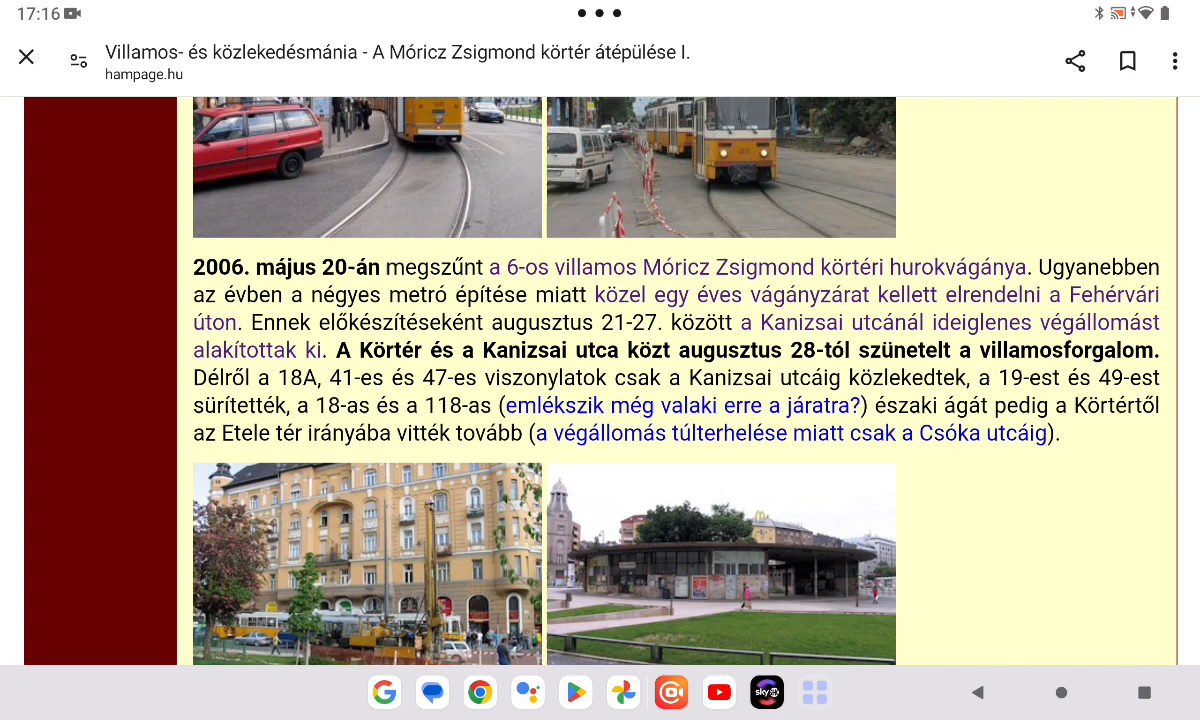 17:16
Villamos- és közlekedésmánia - A Móricz Zsigmond körtér átépülése I.
hampage.hu
2006. május 20-án megszűnt a 6-os villamos Móricz Zsigmond körtéri hurokvágánya. Ugyanebben
az évben a négyes metró építése miatt közel egy éves vágányzárat kellett elrendelni a Fehérvári
úton. Ennek előkészítéseként augusztus 21-27. között a Kanizsai utcánál ideiglenes végállomást
alakítottak ki. A Körtér és a Kanizsai utca közt augusztus 28-tól szünetelt a villamosforgalom.
Délről a 18A, 41-es és 47-es viszonylatok csak a Kanizsai utcáig közlekedtek, a 19-est és 49-est
sürítették, a 18-as és a 118-as (emlékszik még valaki erre a járatra?) északi ágát pedig a Körtértől
az Etele tér irányába vitték tovább (a végállomás túlterhelése miatt csak a Csóka utcáig).
sky